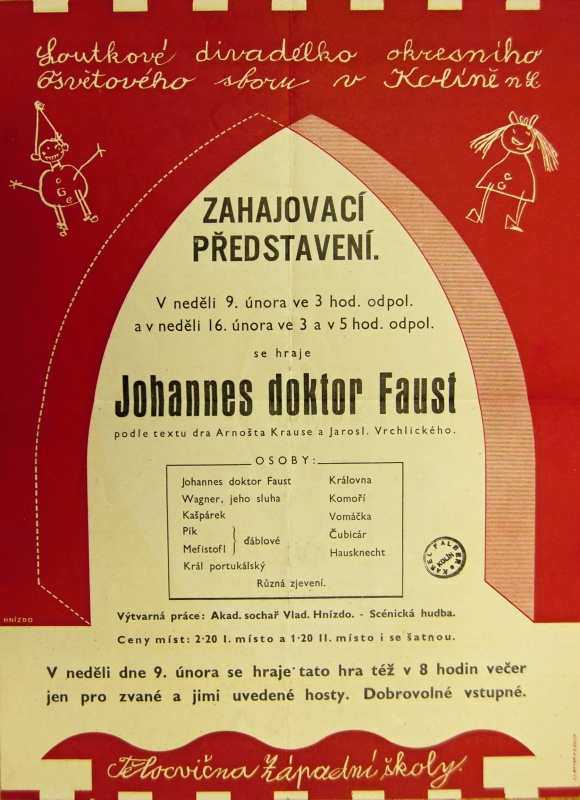 Loutkové divadélko okresního
Osvětového sboru v Kolíně n L.
ZAHAJOVACÍ
PŘEDSTAVENÍ.
V neděli 9. února ve 3 hod. odpol.
a v neděli 16. února ve 3 a v 5 hod. odpol.
se hraje
Johannes doktor Faust
podle textu dra Arnošta Krause a Jarosl. Vrchlického.
OSOBY:
Johannes doktor Faust
Wagner, jeho sluha
Kašpárek
Pík
Mefistofl
ďáblové
Král portukálský
Královna
Komoří
Vomáčka
Čubicár
Hausknecht
Různá zjevení.
KAREL FALBER
KOLÍN
HNÍZDO
Výtvarná práce: Akad. sochař Vlad. Hnízdo. - Scénická hudba.
Ceny míst: 2·20 I. místo a 1·20 II. místo i se šatnou.
V neděli dne 9. února se hraje tato hra též v 8 hodin večer
jen pro zvané a jimi uvedené hosty. Dobrovolné vstupné.
Tělocvična Západní školy.